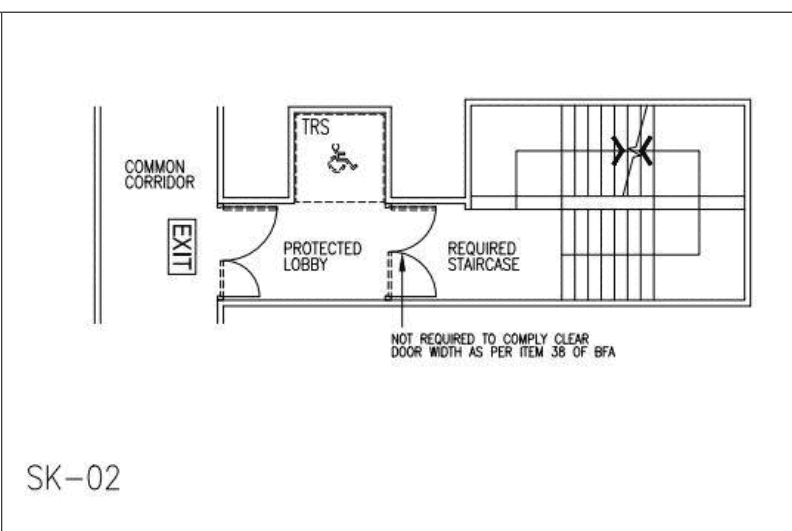 TRS
COMMON
CORRIDOR
EXIT
PROTECTED
LOBBY
REQUIRED
STAIRCASE
NOT REQUIRED TO COMPLY CLEAR
DOOR WIDTH AS PER ITEM 38 OF BFA
SK-02